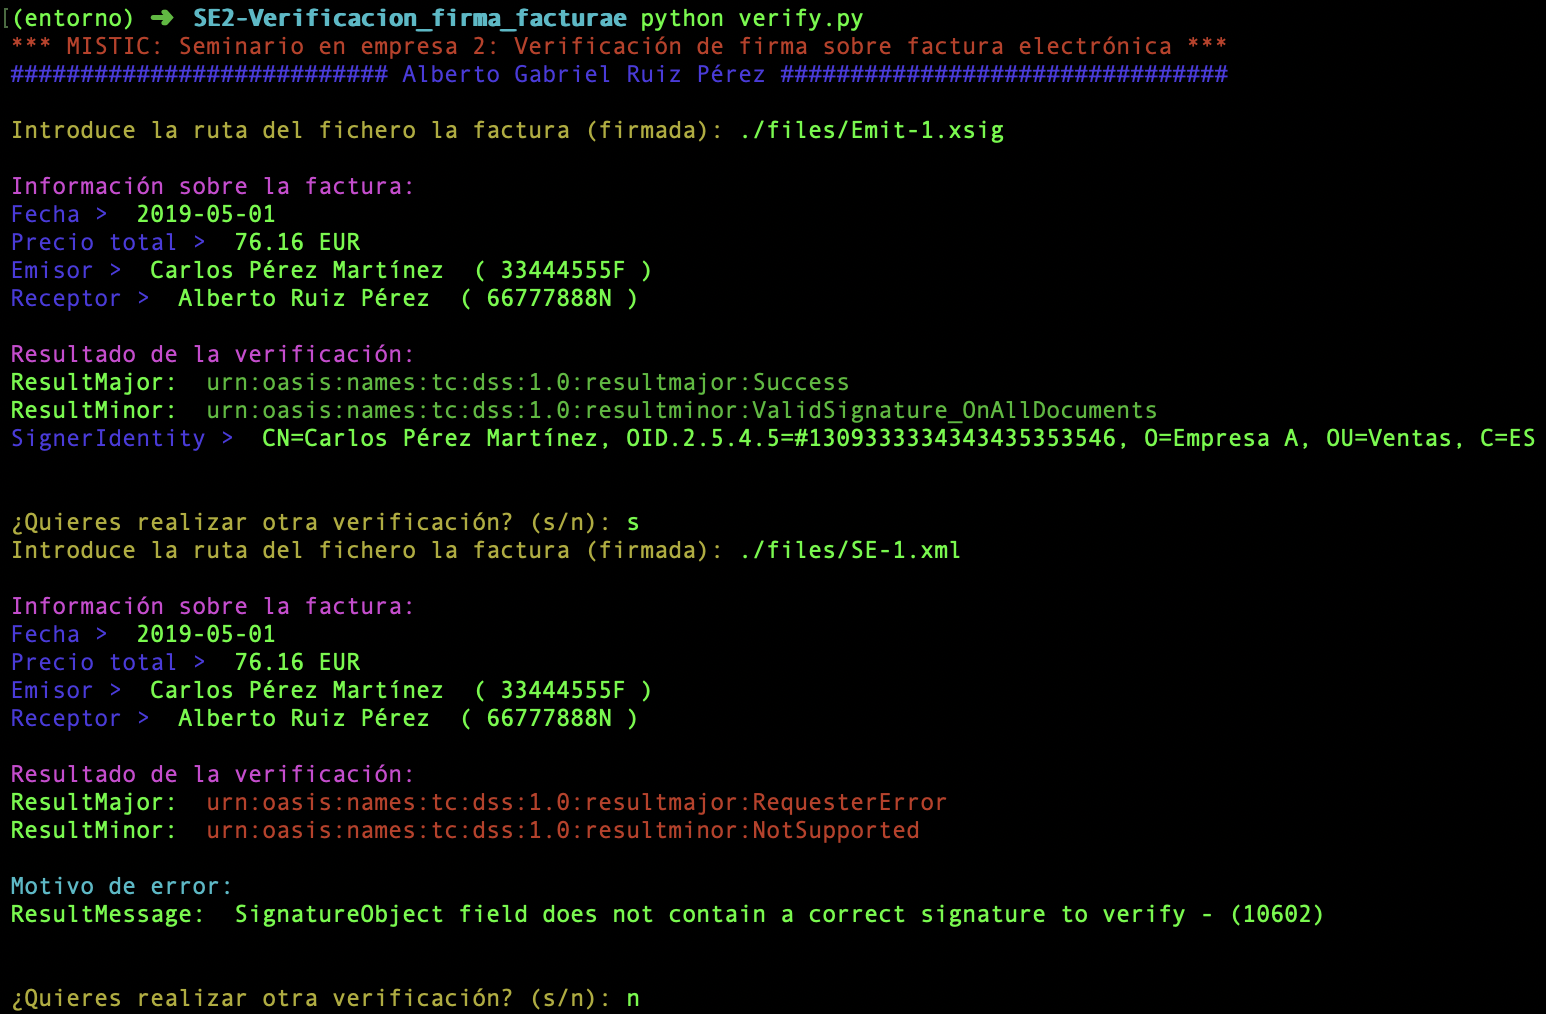 [(entorno) ➜  SE2-Verificacion_firma_facturae python verify.py
*** MISTIC: Seminario en empresa 2: Verificación de firma sobre factura electrónica ***
########################### Alberto Gabriel Ruiz Pérez ################################
Introduce la ruta del fichero la factura (firmada): ./files/Emit-1.xsig
Información sobre la factura:
Fecha >  2019-05-01
Precio total >  76.16 EUR
Emisor >  Carlos Pérez Martínez  ( 33444555F )
Receptor >  Alberto Ruiz Pérez  ( 66777888N )
Resultado de la verificación:
ResultMajor:  urn:oasis:names:tc:dss:1.0:resultmajor:Success
ResultMinor:  urn:oasis:names:tc:dss:1.0:resultminor:ValidSignature_OnAllDocuments
SignerIdentity >  CN=Carlos Pérez Martínez, OID.2.5.4.5=#1309333334343435353546, O=Empresa A, OU=Ventas, C=ES
¿Quieres realizar otra verificación? (s/n): s
Introduce la ruta del fichero la factura (firmada): ./files/SE-1.xml
Información sobre la factura:
Fecha >  2019-05-01
Precio total >  76.16 EUR
Emisor >  Carlos Pérez Martínez  ( 33444555F )
Receptor >  Alberto Ruiz Pérez  ( 66777888N )
Resultado de la verificación:
ResultMajor:  urn:oasis:names:tc:dss:1.0:resultmajor:RequesterError
ResultMinor:  urn:oasis:names:tc:dss:1.0:resultminor:NotSupported
Motivo de error:
ResultMessage:  SignatureObject field does not contain a correct signature to verify - (10602)
¿Quieres realizar otra verificación? (s/n): n